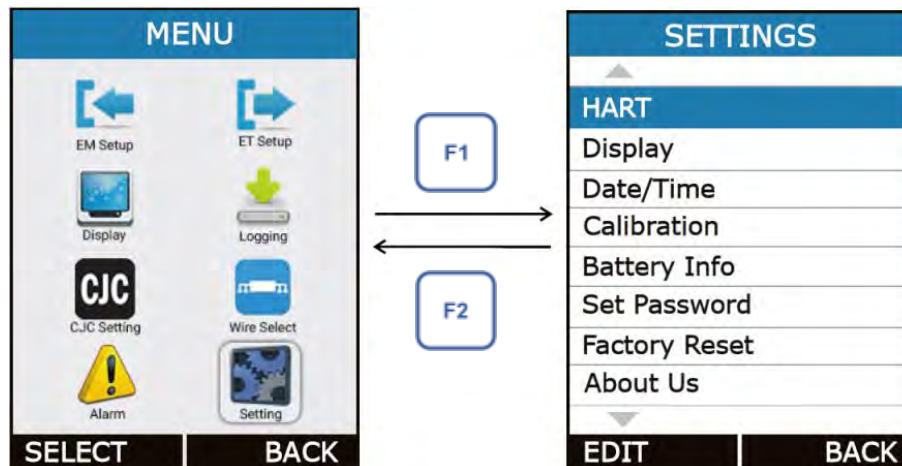 MENU
EM Setup
ET Setup
Display
Logging
CJC
CJC Setting
Wire Select
Alarm
Setting
SELECT
BACK
F1
F2
SETTINGS
HART
Display
Date/Time
Calibration
Battery Info
Set Password
Factory Reset
About Us
EDIT
BACK